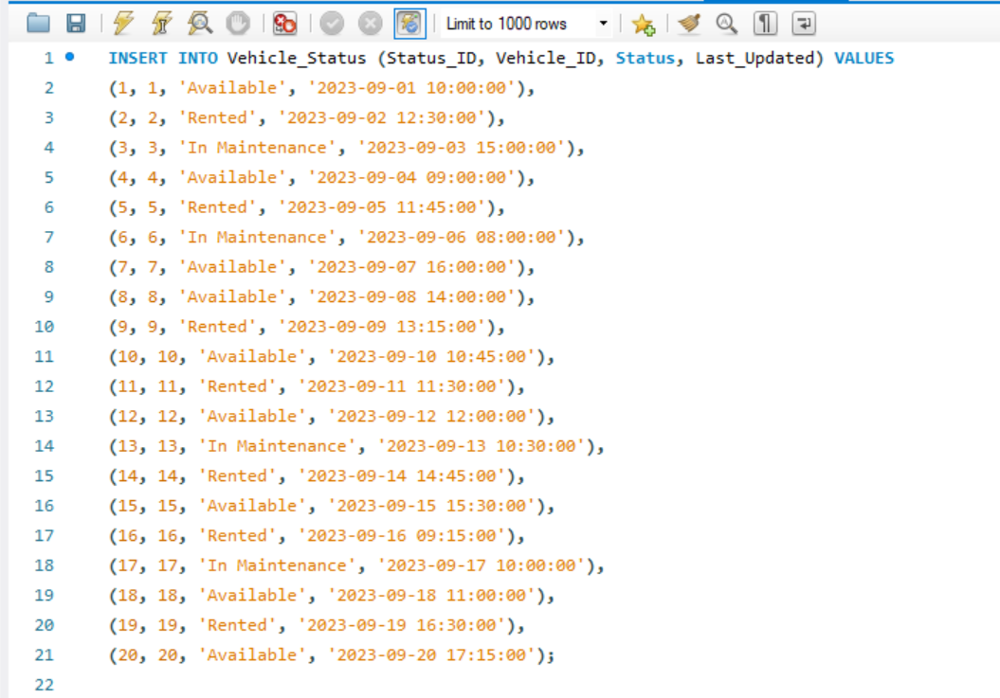 Limit to 1000 rows
1 INSERT INTO Vehicle_Status (Status_ID, Vehicle_ID, Status, Last_Updated) VALUES
2 (1, 1, 'Available', '2023-09-01 10:00:00'),
3 (2, 2, 'Rented', '2023-09-02 12:30:00'),
4 (3, 3, 'In Maintenance', '2023-09-03 15:00:00'),
5 (4, 4, 'Available', '2023-09-04 09:00:00'),
6 (5, 5, 'Rented', '2023-09-05 11:45:00'),
7 (6, 6, 'In Maintenance', '2023-09-06 08:00:00'),
8 (7, 7, 'Available', '2023-09-07 16:00:00'),
9 (8, 8, 'Available', '2023-09-08 14:00:00'),
10 (9, 9, 'Rented', '2023-09-09 13:15:00'),
11 (10, 10, 'Available', '2023-09-10 10:45:00'),
12 (11, 11, 'Rented', '2023-09-11 11:30:00'),
13 (12, 12, 'Available', '2023-09-12 12:00:00'),
14 (13, 13, 'In Maintenance', '2023-09-13 10:30:00'),
15 (14, 14, 'Rented', '2023-09-14 14:45:00'),
16 (15, 15, 'Available', '2023-09-15 15:30:00'),
17 (16, 16, 'Rented', '2023-09-16 09:15:00'),
18 (17, 17, 'In Maintenance', '2023-09-17 10:00:00'),
19 (18, 18, 'Available', '2023-09-18 11:00:00'),
20 (19, 19, 'Rented', '2023-09-19 16:30:00'),
21 (20, 20, 'Available', '2023-09-20 17:15:00');
22